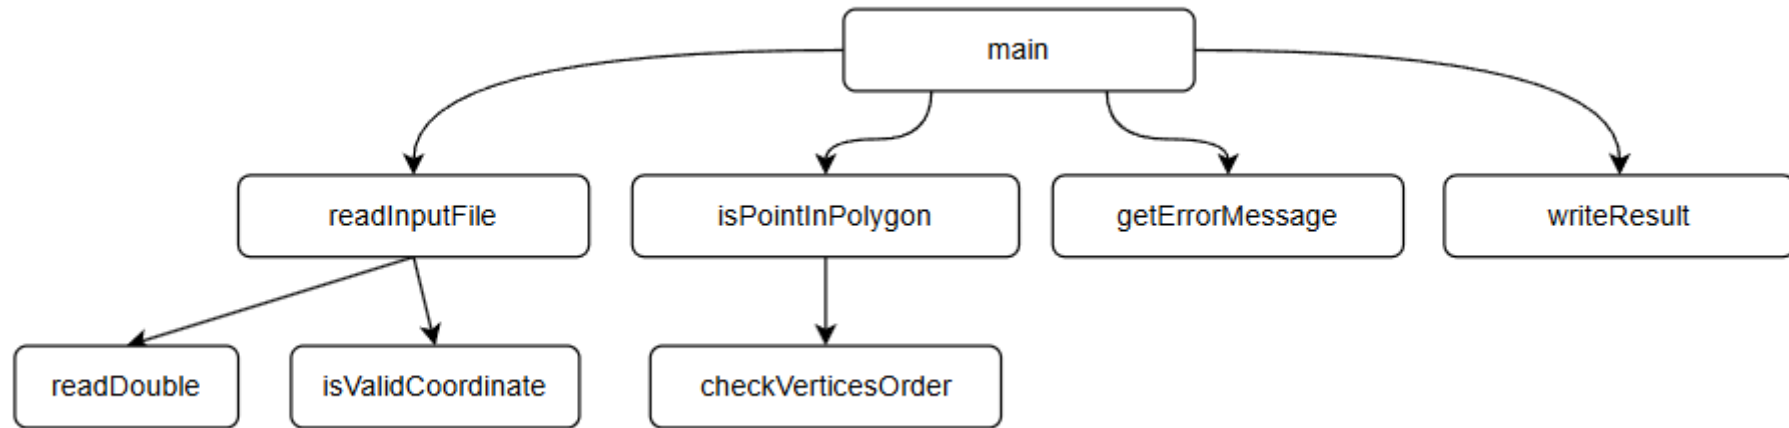 main
readInputFile
isPointInPolygon
getErrorMessage
writeResult
readDouble
isValidCoordinate
checkVerticesOrder